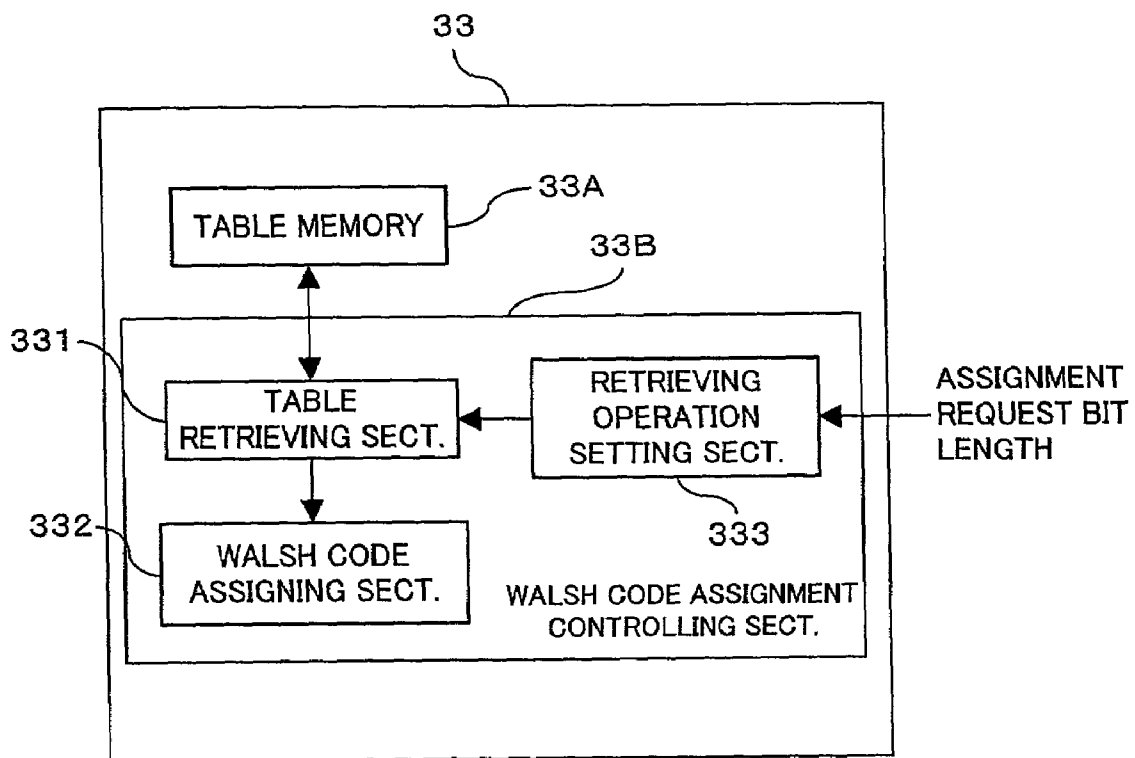 33
33A
TABLE MEMORY
33B
331
TABLE
RETRIEVING SECT.
RETRIEVING
OPERATION
SETTING SECT.
ASSIGNMENT
REQUEST BIT
LENGTH
332
WALSH CODE
ASSIGNING SECT.
333
WALSH CODE ASSIGNMENT
CONTROLLING SECT.